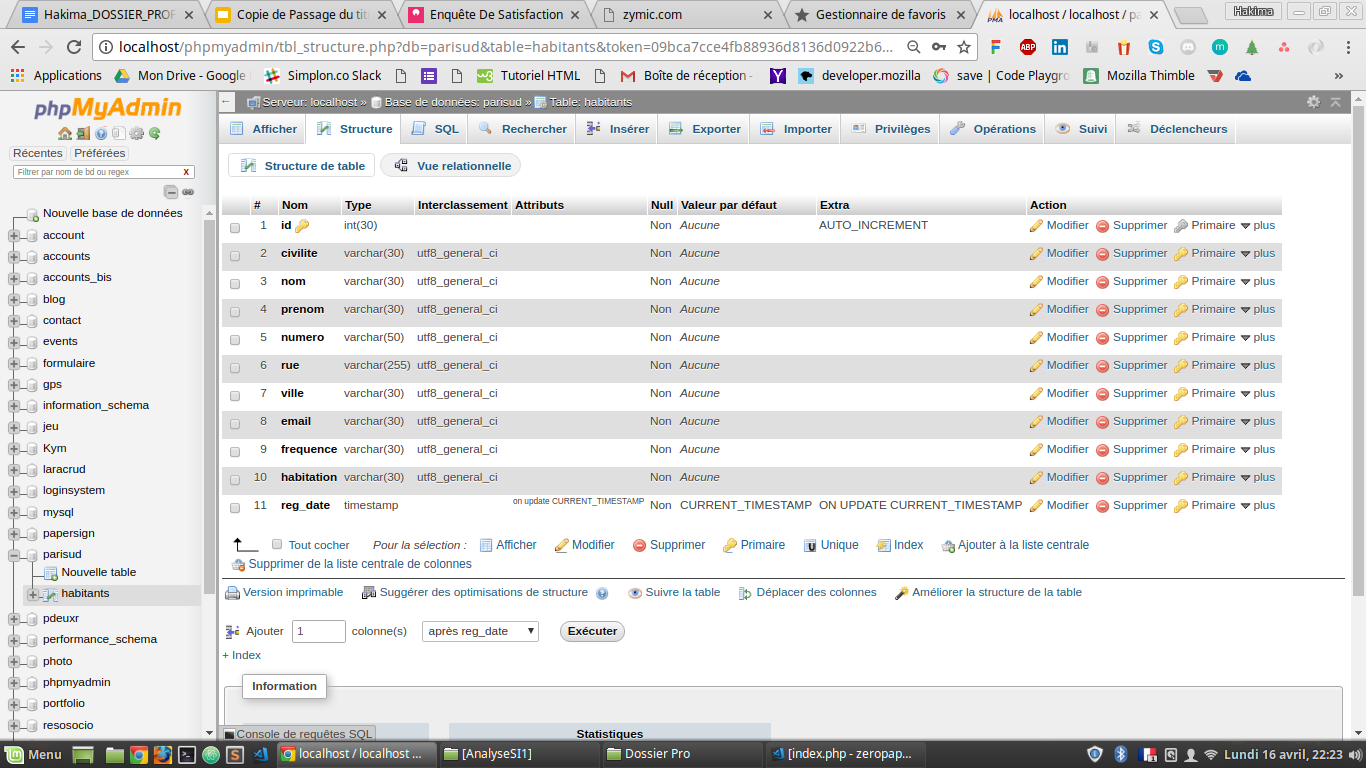 Hakima_DOSSIER_PROF
Copie de Passage du titr
Enquête De Satisfaction
zymic.com
Gestionnaire de favoris
localhost / localhost / pa
Hakima
localhost/phpmyadmin/tbl_structure.php?db=parisud&table=habitants&token=09bca7cce4fb88936d8136d0922b6...
Applications
Mon Drive - Google
Simplon.co Slack
Tutoriel HTML
Boîte de réception -
developer.mozilla
save | Code Playgro
Mozilla Thimble
»
phpMyAdmin
Récentes
Préférées
Filtrer par nom de bd ou regex
X
Nouvelle base de données
account
accounts
accounts_bis
blog
contact
events
formulaire
gps
information_schema
jeu
Kym
laracrud
loginsystem
mysql
papersign
parisud
Nouvelle table
habitants
pdeuxr
performance_schema
photo
phpmyadmin
portfolio
resosocio
Serveur: localhost » Base de données: parisud » Table: habitants
Afficher
Structure
SQL
Rechercher
Insérer
Exporter
Importer
Privilèges
Opérations
Suivi
Déclencheurs
Structure de table
Vue relationnelle
# Nom Type Interclassement Attributs Null Valeur par défaut Extra Action
1 id int(30) Non Aucune AUTO_INCREMENT Modifier Supprimer Primaire plus
2 civilite varchar(30) utf8_general_ci Non Aucune Modifier Supprimer Primaire plus
3 nom varchar(30) utf8_general_ci Non Aucune Modifier Supprimer Primaire plus
4 prenom varchar(30) utf8_general_ci Non Aucune Modifier Supprimer Primaire plus
5 numero varchar(50) utf8_general_ci Non Aucune Modifier Supprimer Primaire plus
6 rue varchar(255) utf8_general_ci Non Aucune Modifier Supprimer Primaire plus
7 ville varchar(30) utf8_general_ci Non Aucune Modifier Supprimer Primaire plus
8 email varchar(30) utf8_general_ci Non Aucune Modifier Supprimer Primaire plus
9 frequence varchar(30) utf8_general_ci Non Aucune Modifier Supprimer Primaire plus
10 habitation varchar(30) utf8_general_ci Non Aucune Modifier Supprimer Primaire plus
11 reg_date timestamp on update CURRENT_TIMESTAMP Non CURRENT_TIMESTAMP ON UPDATE CURRENT_TIMESTAMP Modifier Supprimer Primaire plus
Tout cocher Pour la sélection : Afficher Modifier Supprimer Primaire Unique Index Ajouter à la liste centrale
Supprimer de la liste centrale de colonnes
Version imprimable Suggérer des optimisations de structure Suivre la table Déplacer des colonnes Améliorer la structure de la table
Ajouter 1 colonne(s) après reg_date Exécuter
+ Index
Information
Statistiques
Console de requêtes SQL
Menu
localhost / localhost ...
[AnalyseSI1]
Dossier Pro
[index.php - zeropap...
Lundi 16 avril, 22:23